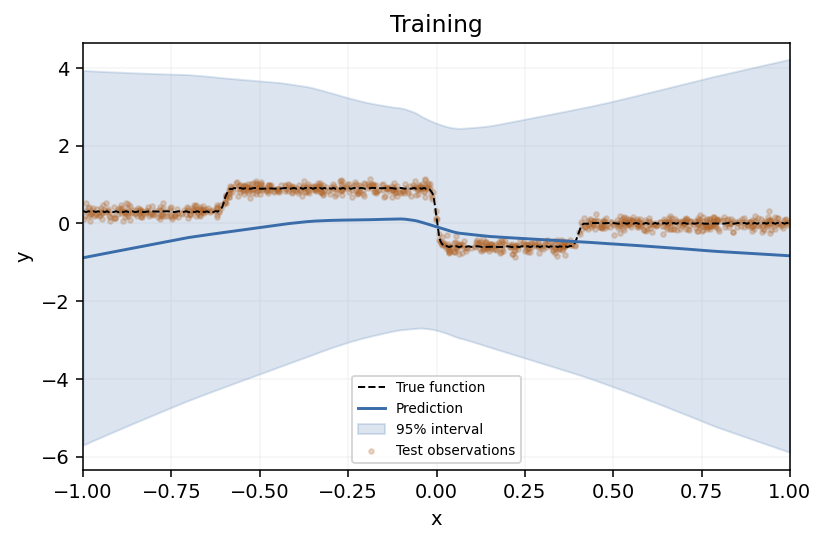 Training
4
2
0
−2
−4
−6
y
True function
Prediction
95% interval
Test observations
−1.00 −0.75 −0.50 −0.25 0.00 0.25 0.50 0.75 1.00
x